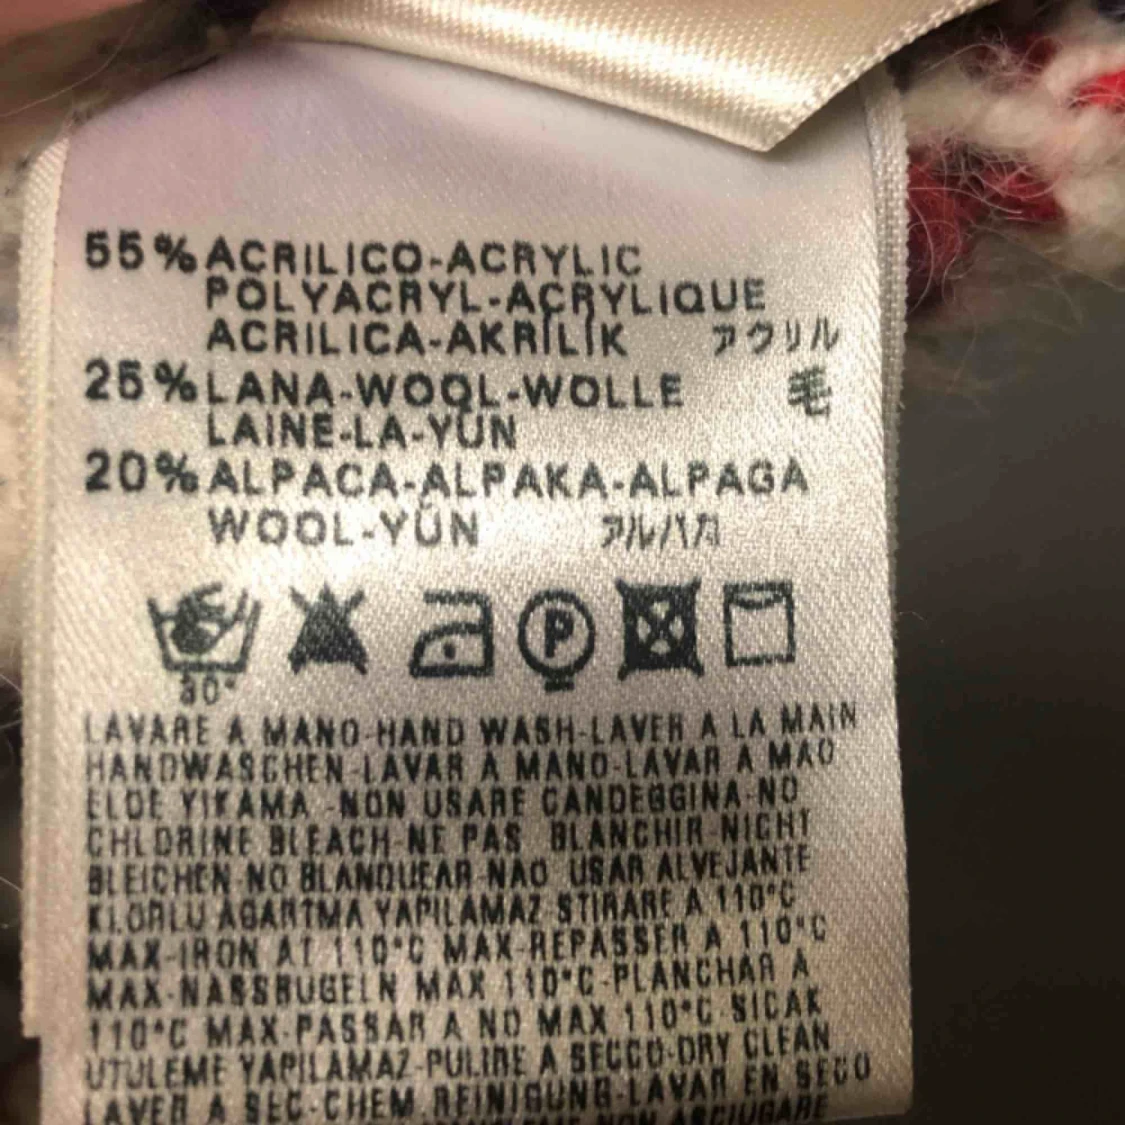 55% ACRILICO-ACRYLIC
POLYACRYL-ACRYLIQUE
ACRILICA-AKRİLİK アクリル
25% LANA-WOOL-WOLLE 毛
LAINE-LA-YÜN
20% ALPACA-ALPAKA-ALPAGA
WOOL-YÜN アルパカ
P
30°
LAVARE A MANO-HAND WASH-LAVER A LA MAIN
HANDWASCHEN-LAVAR A MANO-LAVAR A MAO
ELDE YIKAMA -NON USARE CANDEGGINA-NO
CHLORINE BLEACH-NE PAS BLANCHIR-NICHT
BLEICHEN-NO BLANQUEAR-NAO USAR ALVEJANTE
KLORLU AGARTMA YAPILAMAZ-STIRARE A 110°C
MAX-IRON AT 110°C MAX-REPASSER A 110°C
MAX-NASSBUGELN MAX 110°C-PLANCHAR A
110°C MAX-PASSAR A NO MAX 110°C-SICAK
UTULEME YAPILAMAZ-PULIRE A SECCO-DRY CLEAN
LAVER A SEC-CHEM.REINIGUNG-LAVAR EN SECO
NON ASCIUGARE